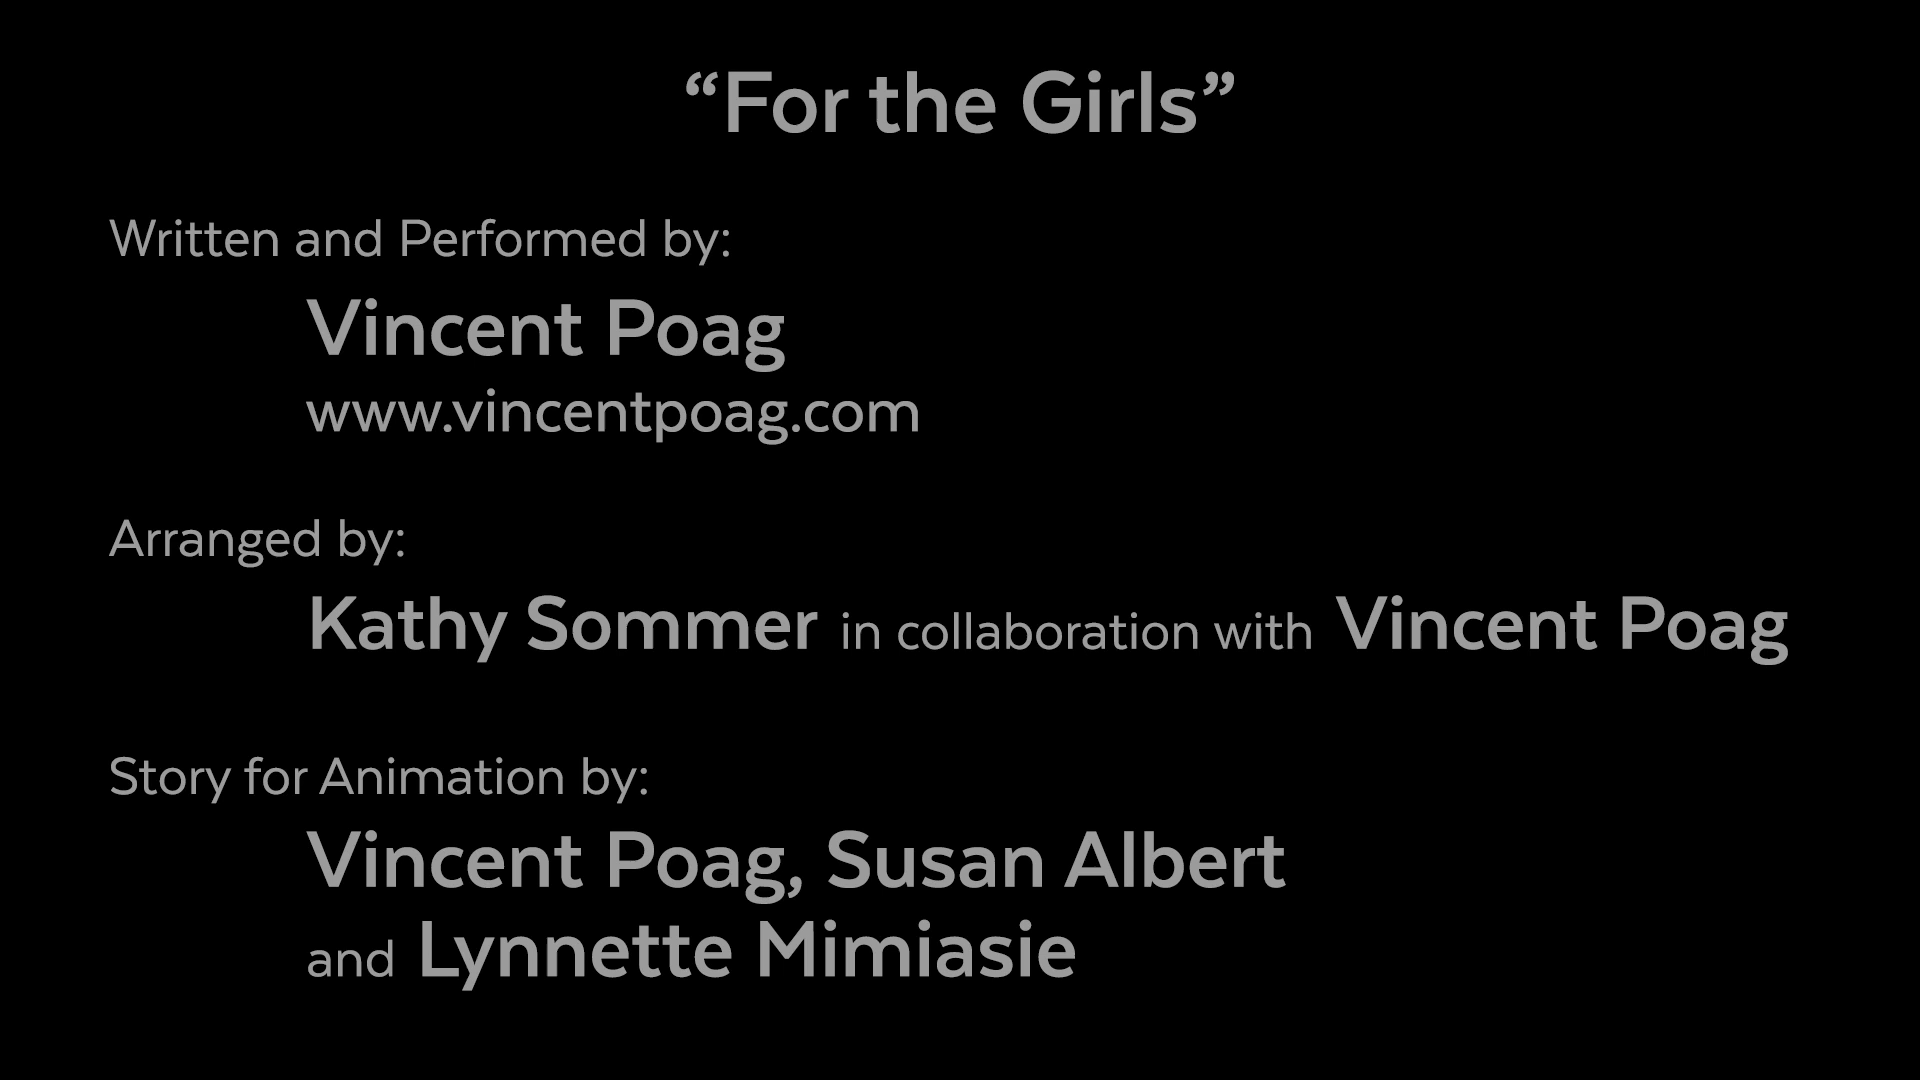 “For the Girls”
Written and Performed by:
Vincent Poag
www.vincentpoag.com
Arranged by:
Kathy Sommer in collaboration with Vincent Poag
Story for Animation by:
Vincent Poag, Susan Albert
and Lynnette Mimiasie